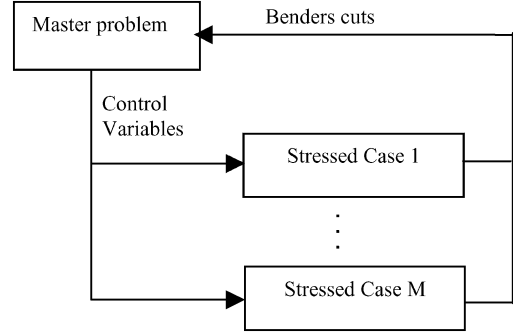 Master problem
Benders cuts
Control
Variables
Stressed Case 1
Stressed Case M